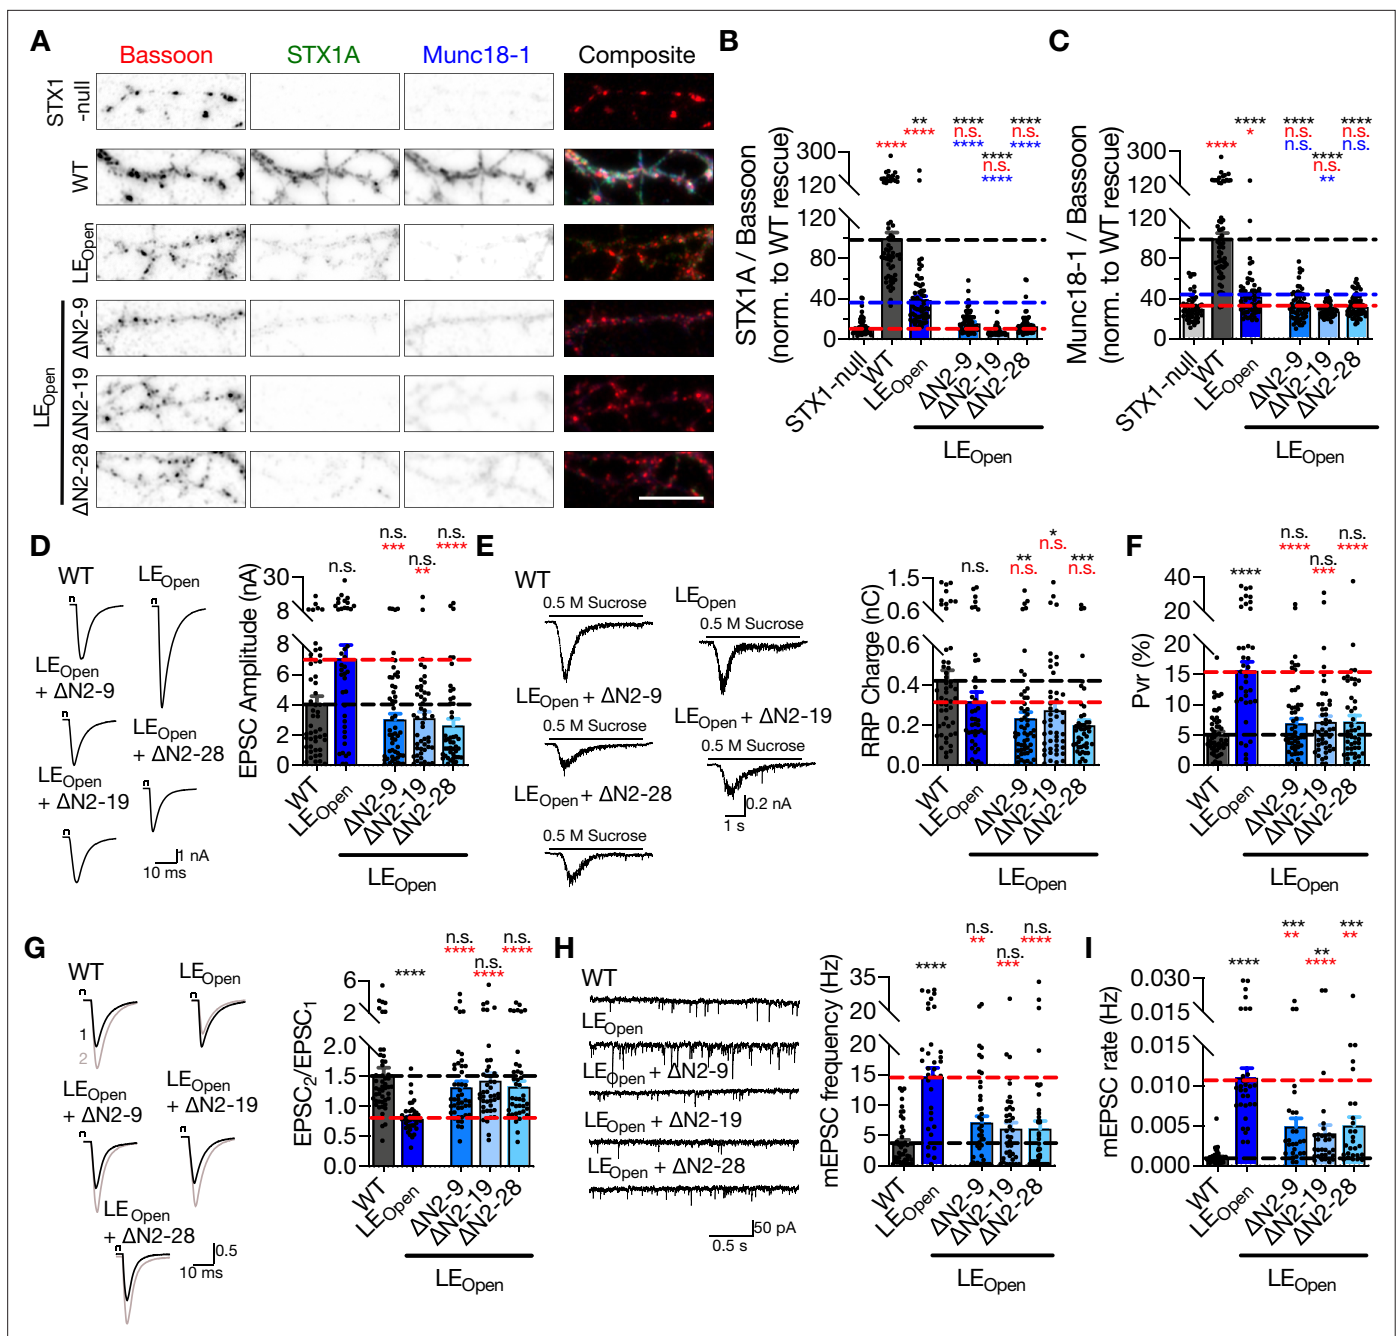 A
Bassoon
STX1A
Munc18-1
Composite
STX1
-null
WT
LEOpen
ΔN2-9
ΔN2-19
ΔN2-28
LEOpen
B
STX1A / Bassoon
(norm. to WT rescue)
300
120
120
80
40
0
****
**
****
****
n.s.
****
****
n.s.
****
****
n.s.
****
STX1-null
WT
LEOpen
ΔN2-9
ΔN2-19
ΔN2-28
LEOpen
C
Munc18-1 / Bassoon
(norm. to WT rescue)
300
120
120
80
40
0
****
****
*
****
n.s.
n.s.
****
n.s.
**
****
n.s.
n.s.
STX1-null
WT
LEOpen
ΔN2-9
ΔN2-19
ΔN2-28
LEOpen
D
WT
LEOpen
LEOpen
+ ΔN2-9
LEOpen
+ ΔN2-28
LEOpen
+ ΔN2-19
1 nA
10 ms
EPSC Amplitude (nA)
30
8
8
6
4
2
0
n.s.
n.s.
***
n.s.
**
n.s.
****
WT
LEOpen
ΔN2-9
ΔN2-19
ΔN2-28
LEOpen
E
WT
0.5 M Sucrose
LEOpen
0.5 M Sucrose
LEOpen + ΔN2-9
0.5 M Sucrose
LEOpen + ΔN2-19
0.5 M Sucrose
LEOpen + ΔN2-28
0.5 M Sucrose
0.2 nA
1 s
RRP Charge (nC)
1.5
0.6
0.6
0.4
0.2
0.0
n.s.
**
n.s.
*
n.s.
***
n.s.
WT
LEOpen
ΔN2-9
ΔN2-19
ΔN2-28
LEOpen
F
Pvr (%)
40
20
20
15
10
5
0
****
n.s.
****
n.s.
***
n.s.
****
WT
LEOpen
ΔN2-9
ΔN2-19
ΔN2-28
LEOpen
G
WT
LEOpen
1
2
LEOpen
+ ΔN2-9
LEOpen
+ ΔN2-19
LEOpen
+ ΔN2-28
0.5
10 ms
EPSC2/EPSC1
6
2
2.0
1.5
1.0
0.5
0.0
****
n.s.
****
n.s.
****
n.s.
****
WT
LEOpen
ΔN2-9
ΔN2-19
ΔN2-28
LEOpen
H
WT
LEOpen
LEOpen + ΔN2-9
LEOpen + ΔN2-19
LEOpen + ΔN2-28
50 pA
0.5 s
mEPSC frequency (Hz)
35
20
20
15
10
5
0
****
n.s.
**
n.s.
***
n.s.
****
WT
LEOpen
ΔN2-9
ΔN2-19
ΔN2-28
LEOpen
I
mEPSC rate (Hz)
0.030
0.015
0.015
0.010
0.005
0.000
****
***
**
**
****
***
**
WT
LEOpen
ΔN2-9
ΔN2-19
ΔN2-28
LEOpen